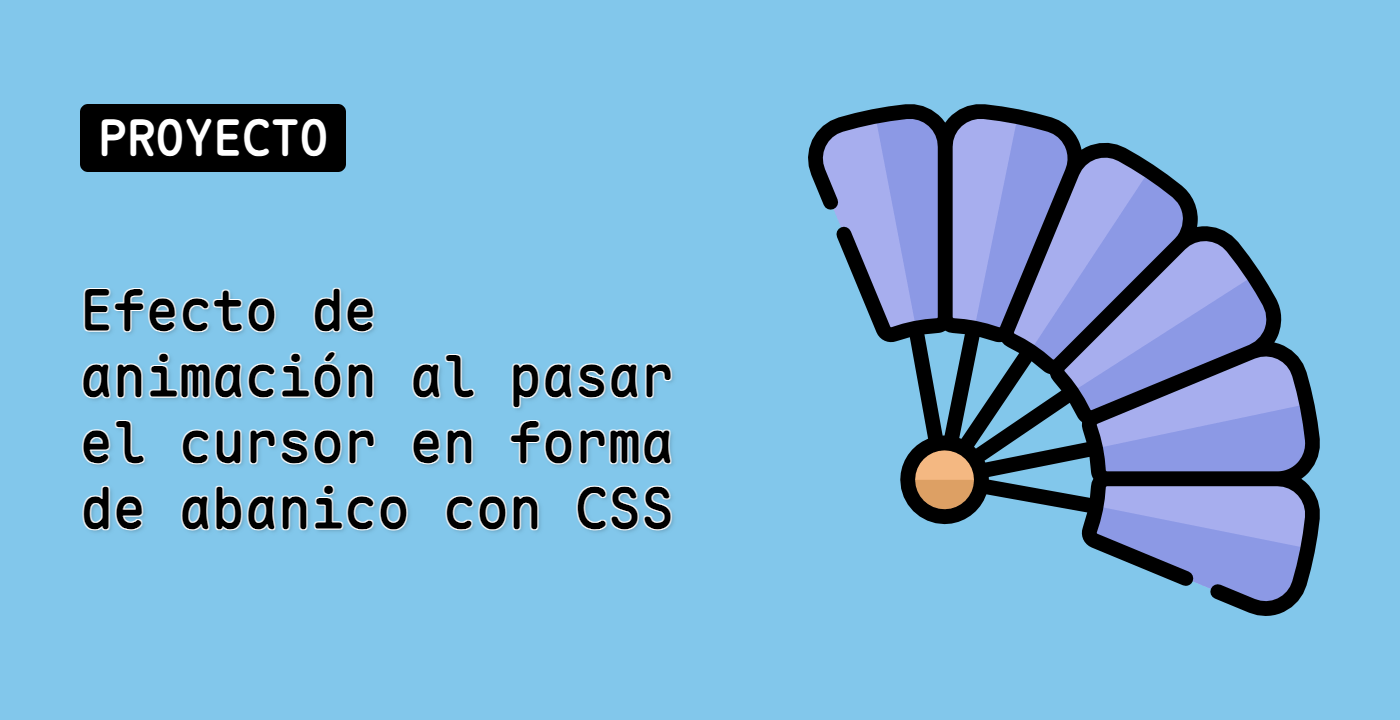 PROYECTO
Efecto de
animación al pasar
el cursor en forma
de abanico con CSS